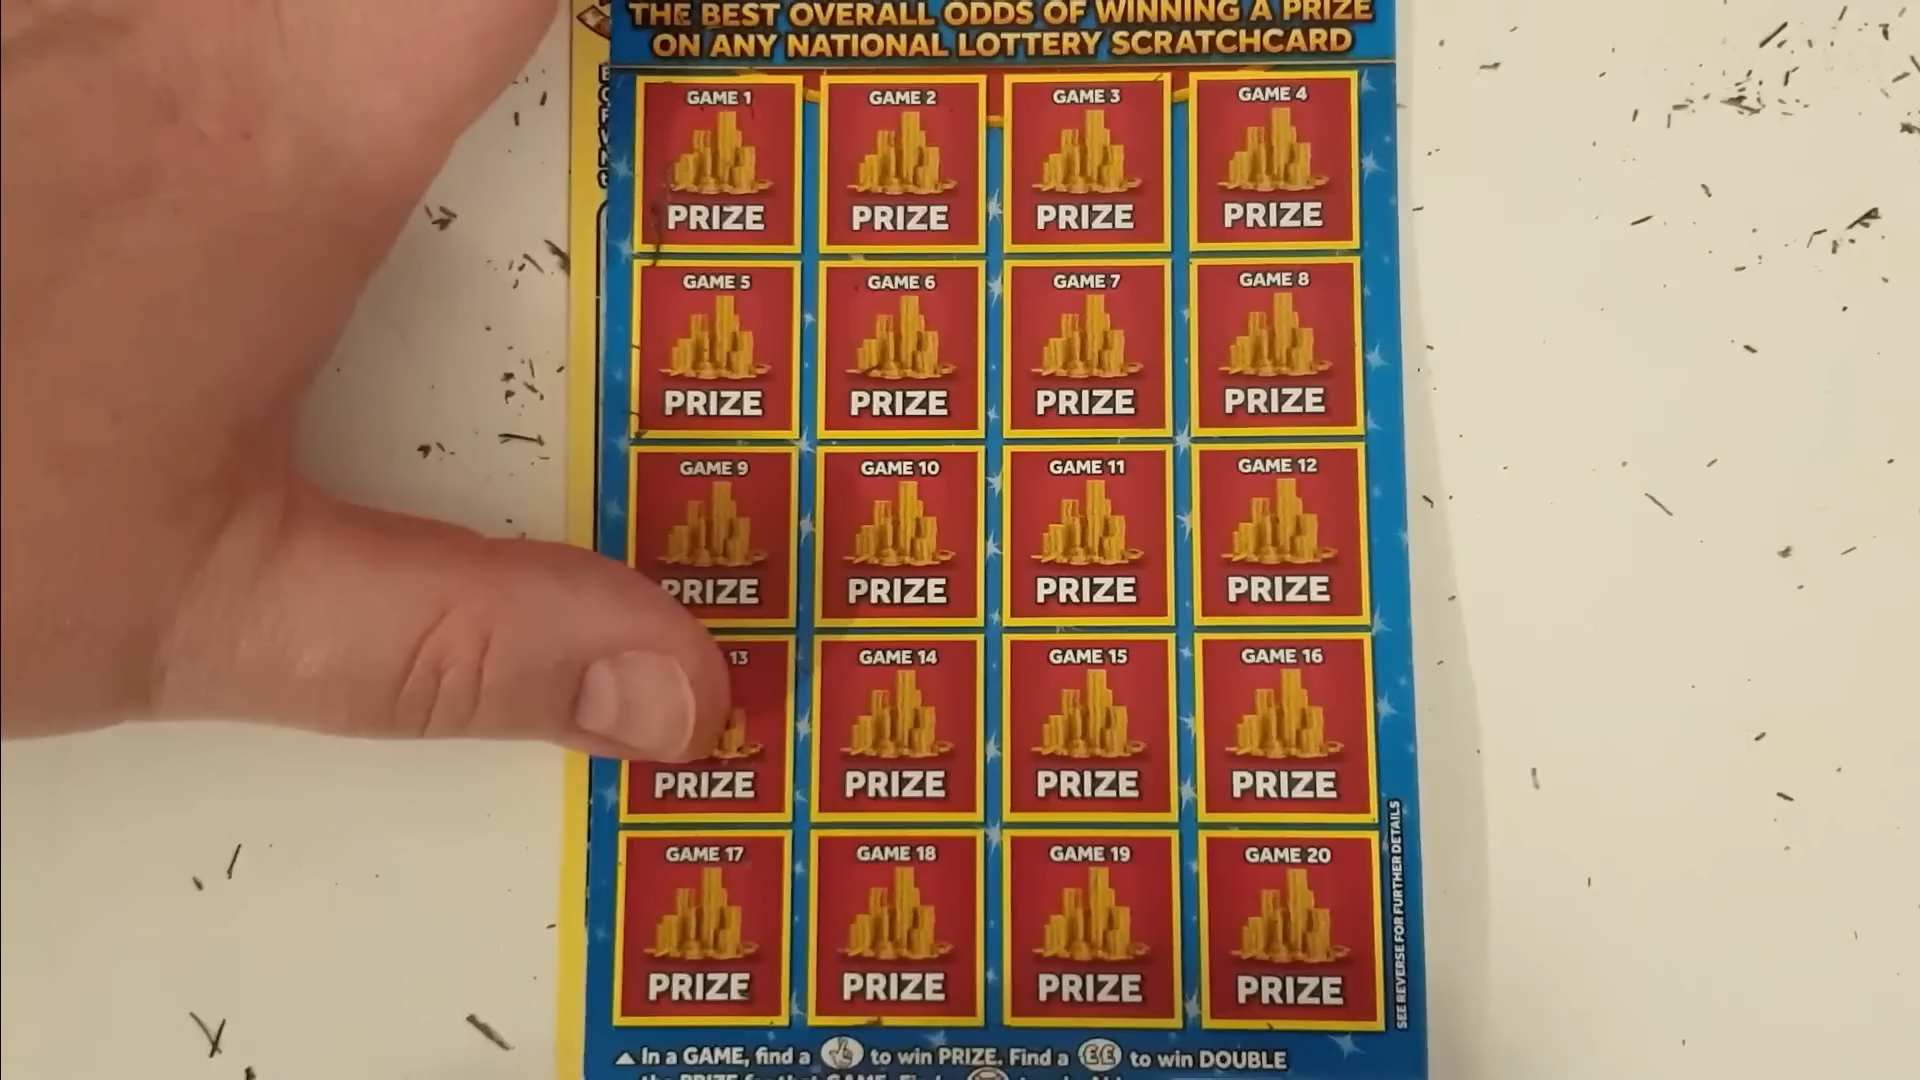 THE BEST OVERALL ODDS OF WINNING A PRIZE
ON ANY NATIONAL LOTTERY SCRATCHCARD
GAME 1 GAME 2 GAME 3 GAME 4
PRIZE PRIZE PRIZE PRIZE
GAME 5 GAME 6 GAME 7 GAME 8
PRIZE PRIZE PRIZE PRIZE
GAME 9 GAME 10 GAME 11 GAME 12
PRIZE PRIZE PRIZE PRIZE
13 GAME 14 GAME 15 GAME 16
PRIZE PRIZE PRIZE PRIZE
GAME 17 GAME 18 GAME 19 GAME 20
PRIZE PRIZE PRIZE PRIZE
SEE REVERSE FOR FURTHER DETAILS
In a GAME, find a to win PRIZE. Find a ££ to win DOUBLE